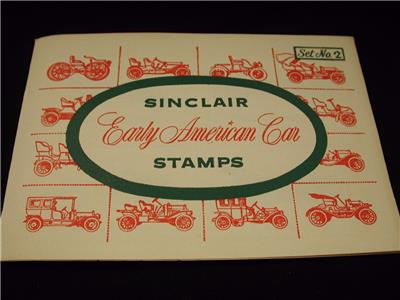 Set No. 2
SINCLAIR
Early American Car
STAMPS